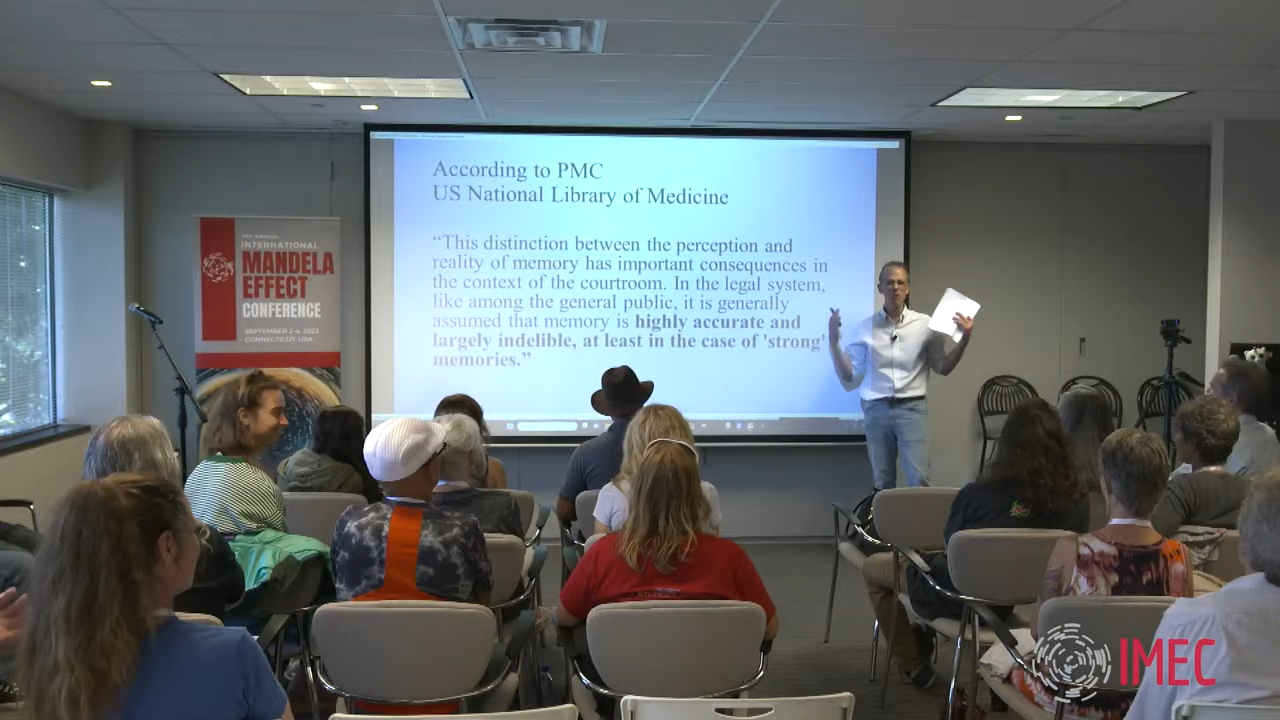 According to PMC
US National Library of Medicine
“This distinction between the perception and
reality of memory has important consequences in
the context of the courtroom. In the legal system,
like among the general public, it is generally
assumed that memory is highly accurate and
largely indelible, at least in the case of 'strong'
memories.”
INTERNATIONAL
MANDELA
EFFECT
CONFERENCE
CONNECTICUT, USA
IMEC